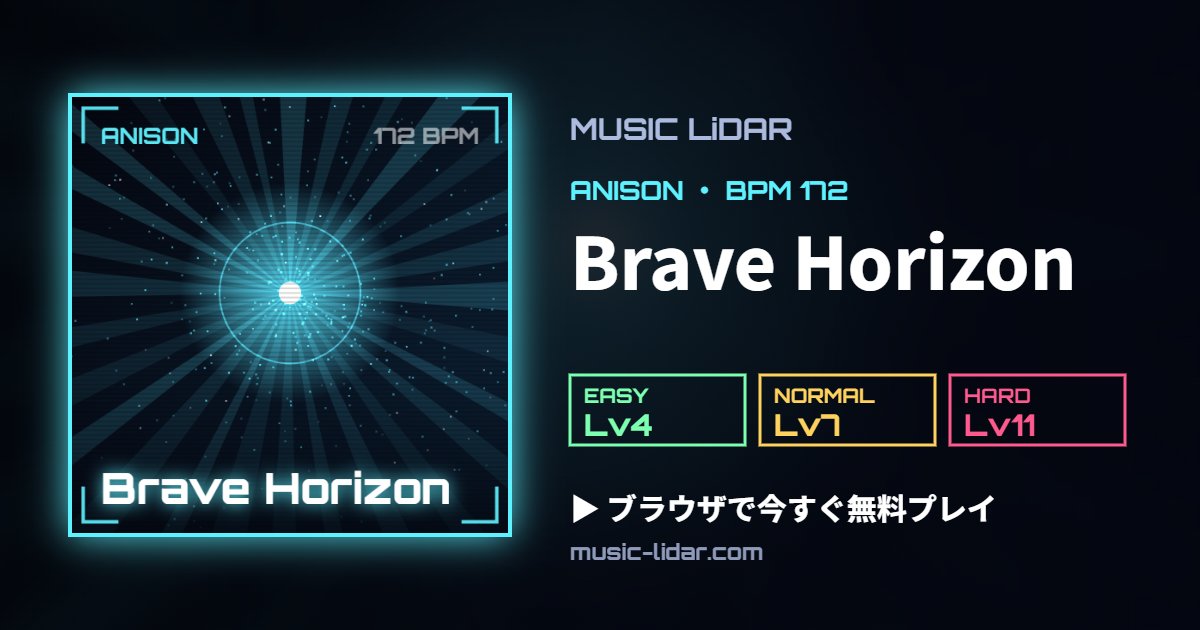 ANISON
172 BPM
Brave Horizon
MUSIC LiDAR
ANISON • BPM 172
Brave Horizon
EASY
Lv4
NORMAL
Lv7
HARD
Lv11
▶ ブラウザで今すぐ無料プレイ
music-lidar.com